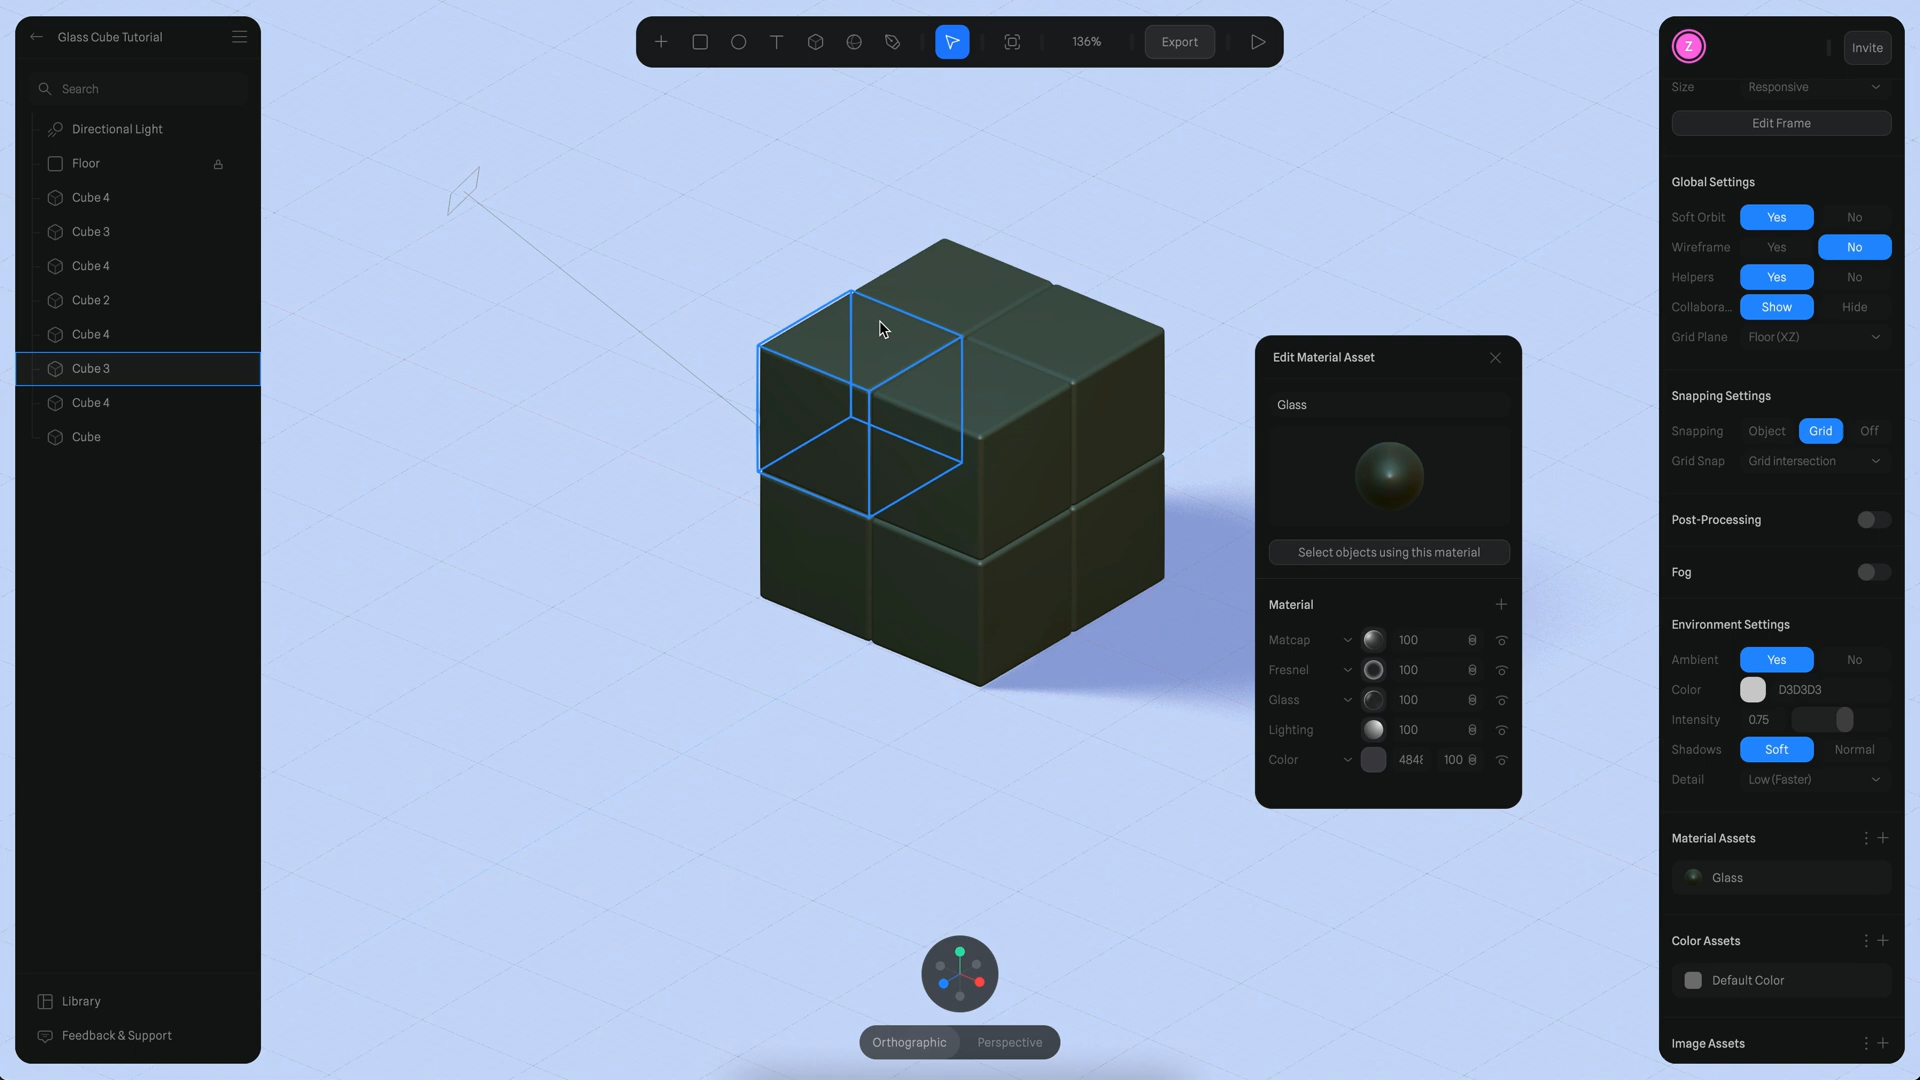 Glass Cube Tutorial
Search
Directional Light
Floor
Cube 4
Cube 3
Cube 4
Cube 2
Cube 4
Cube 3
Cube 4
Cube
Library
Feedback & Support
136%
Export
Orthographic
Perspective
Edit Material Asset
Glass
Select objects using this material
Material
Matcap 100
Fresnel 100
Glass 100
Lighting 100
Color 4848 100
Z
Invite
Size Responsive
Edit Frame
Global Settings
Soft Orbit Yes No
Wireframe Yes No
Helpers Yes No
Collabora... Show Hide
Grid Plane Floor (XZ)
Snapping Settings
Snapping Object Grid Off
Grid Snap Grid intersection
Post-Processing
Fog
Environment Settings
Ambient Yes No
Color D3D3D3
Intensity 0.75
Shadows Soft Normal
Detail Low (Faster)
Material Assets
Glass
Color Assets
Default Color
Image Assets